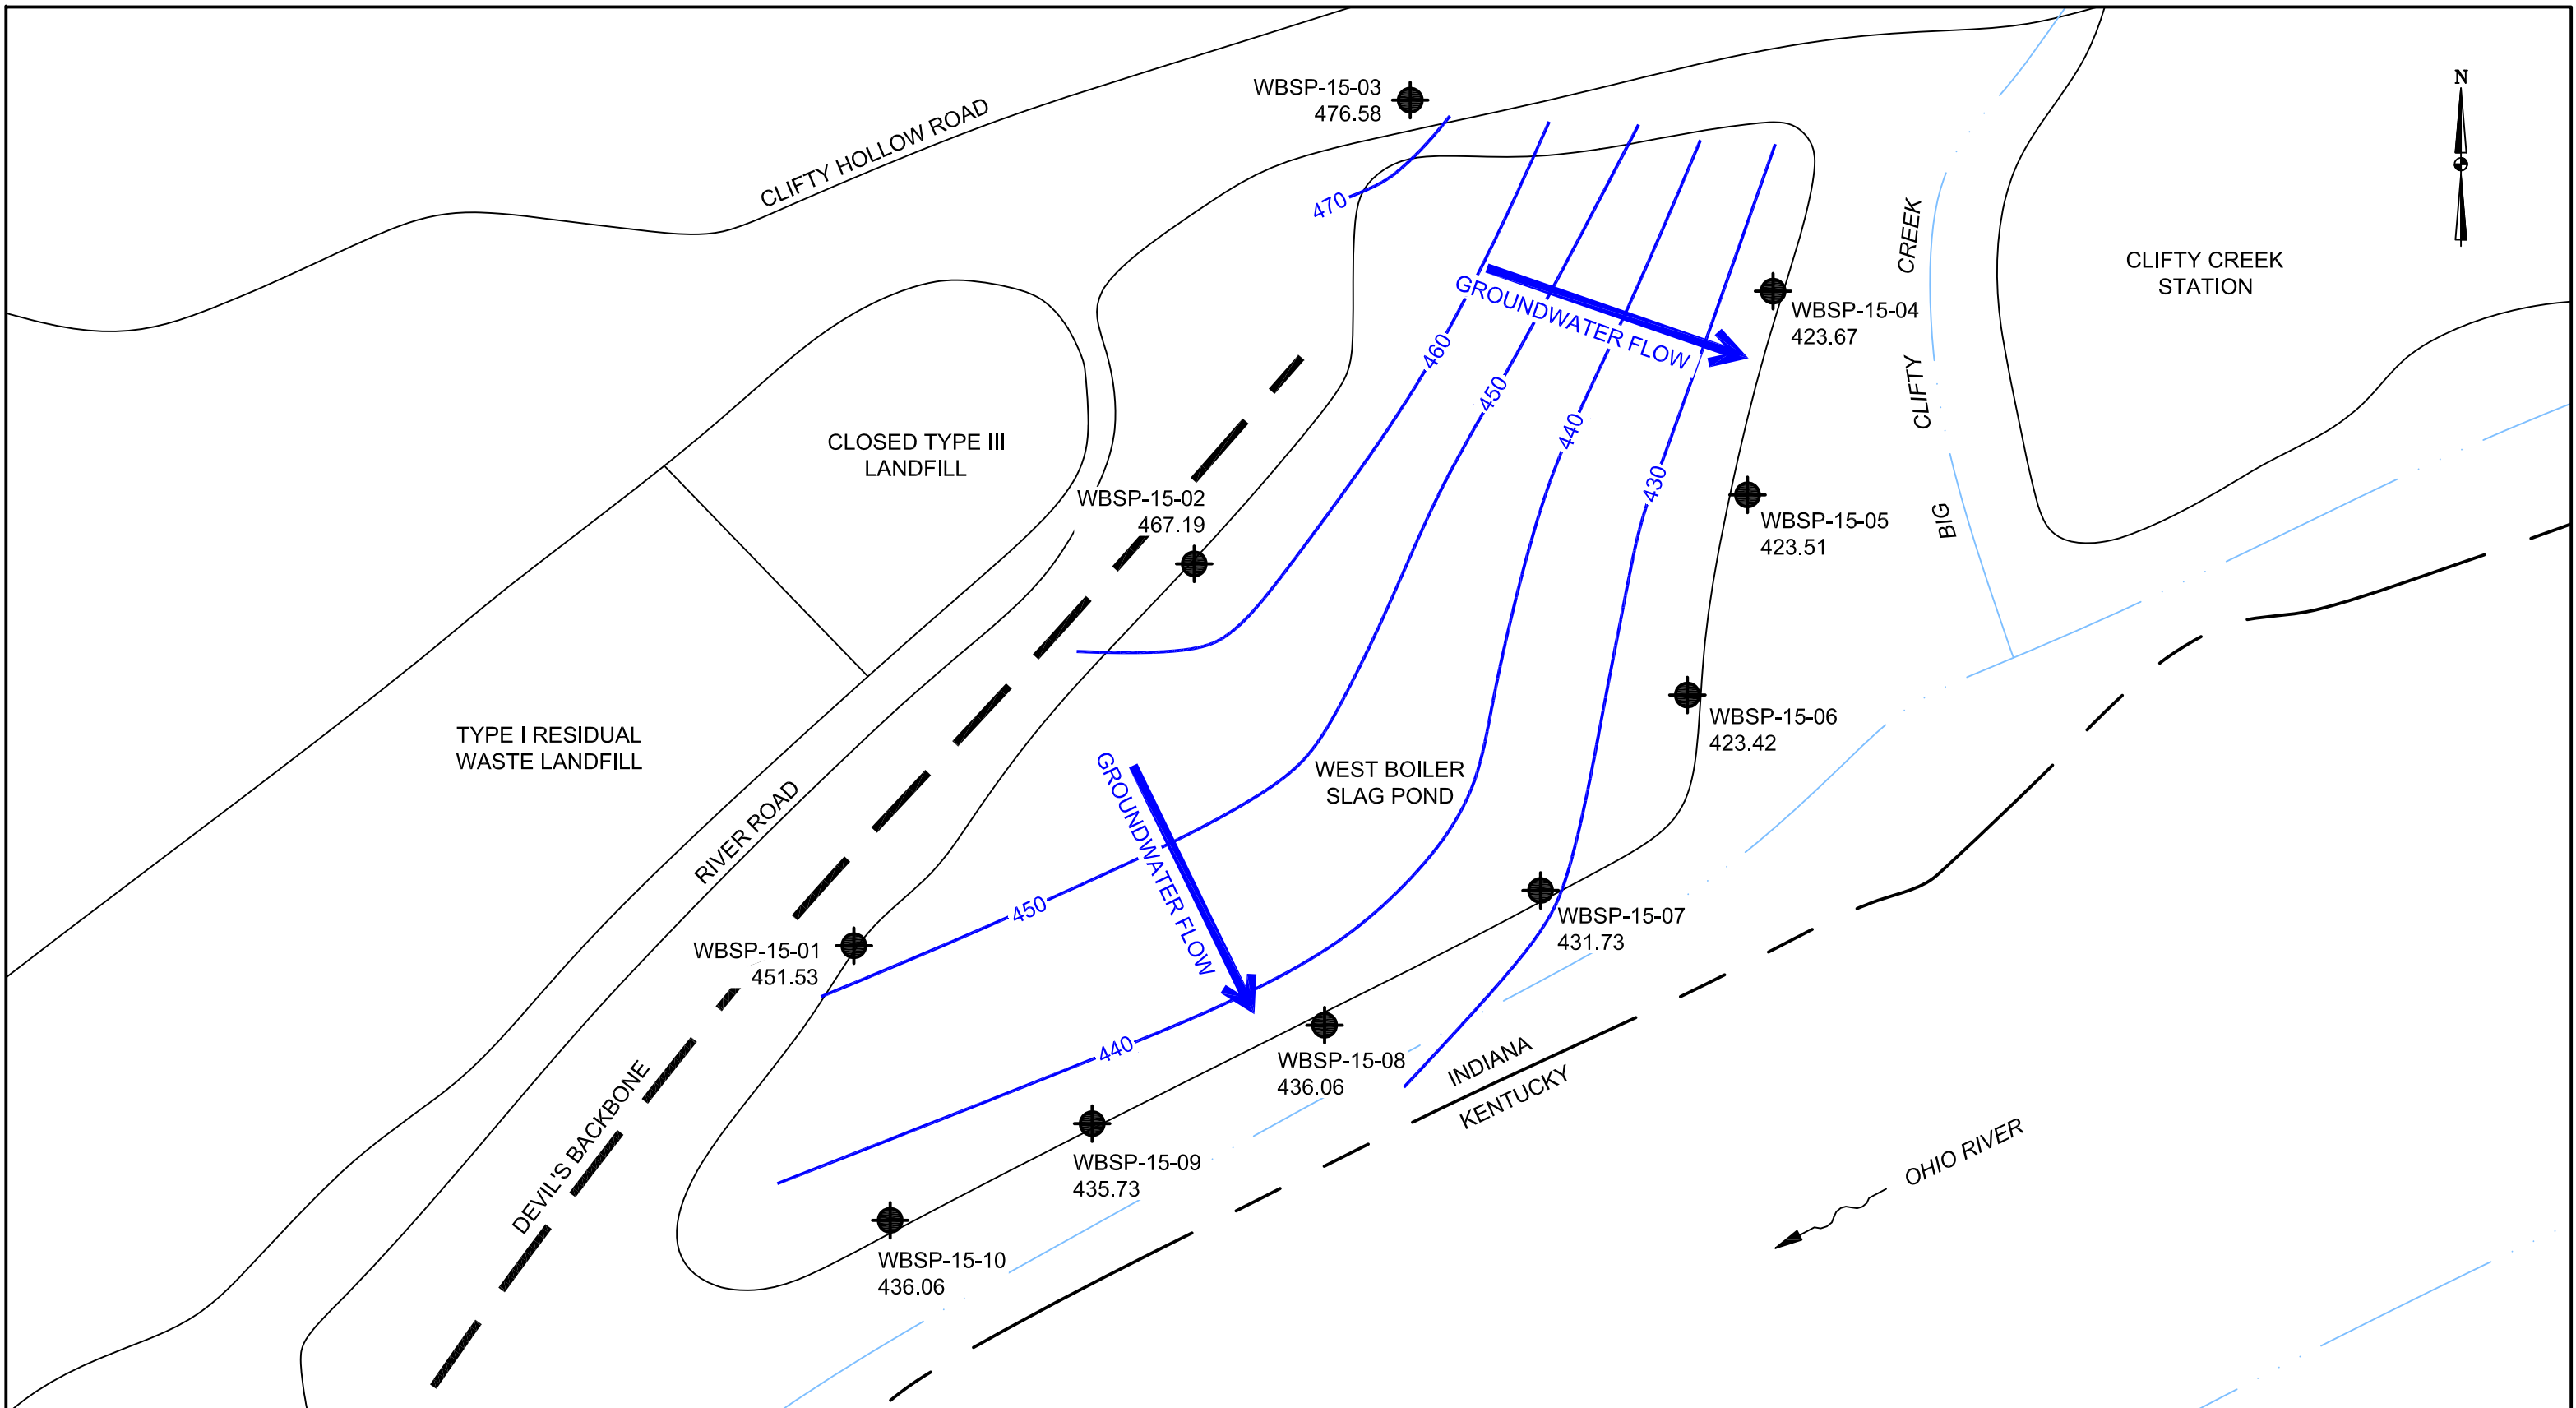 WBSP-15-03
476.58
N
CLIFTY HOLLOW ROAD
470
CREEK
CLIFTY
BIG
CLIFTY CREEK
STATION
GROUNDWATER FLOW
WBSP-15-04
423.67
460
450
440
430
CLOSED TYPE III
LANDFILL
WBSP-15-02
467.19
WBSP-15-05
423.51
TYPE I RESIDUAL
WASTE LANDFILL
WBSP-15-06
423.42
RIVER ROAD
GROUNDWATER FLOW
WEST BOILER
SLAG POND
450
WBSP-15-01
451.53
WBSP-15-07
431.73
440
WBSP-15-08
436.06
INDIANA
KENTUCKY
DEVIL'S BACKBONE
WBSP-15-09
435.73
OHIO RIVER
WBSP-15-10
436.06